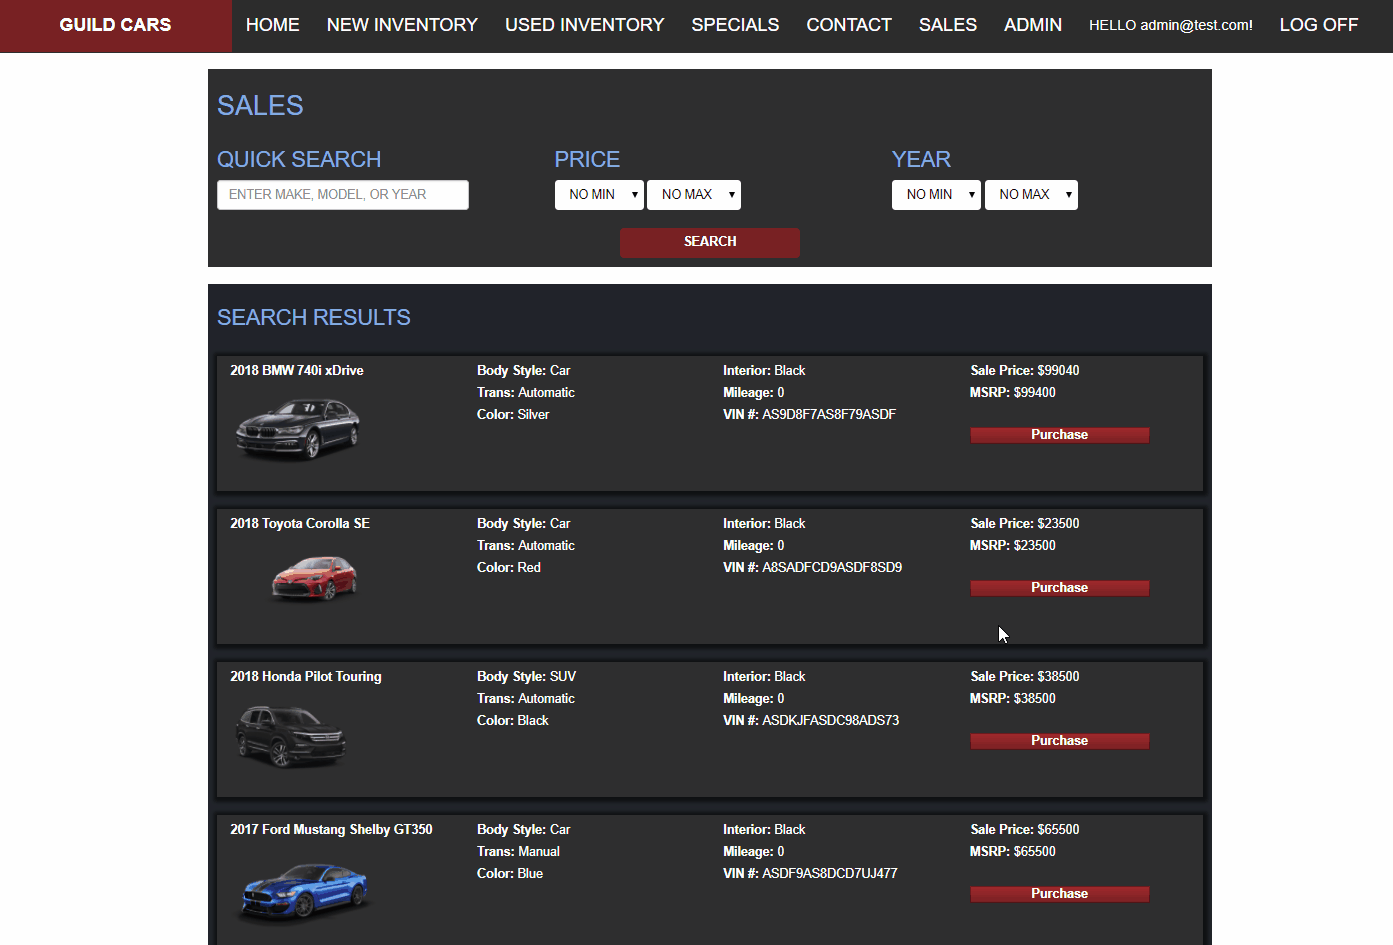 GUILD CARS HOME NEW INVENTORY USED INVENTORY SPECIALS CONTACT SALES ADMIN HELLO admin@test.com! LOG OFF
SALES
QUICK SEARCH PRICE YEAR
ENTER MAKE, MODEL, OR YEAR NO MIN NO MAX NO MIN NO MAX
SEARCH
SEARCH RESULTS
2018 BMW 740i xDrive Body Style: Car Interior: Black Sale Price: $99040
Trans: Automatic Mileage: 0 MSRP: $99400
Color: Silver VIN #: AS9D8F7AS8F79ASDF
Purchase
2018 Toyota Corolla SE Body Style: Car Interior: Black Sale Price: $23500
Trans: Automatic Mileage: 0 MSRP: $23500
Color: Red VIN #: A8SADFCD9ASDF8SD9
Purchase
2018 Honda Pilot Touring Body Style: SUV Interior: Black Sale Price: $38500
Trans: Automatic Mileage: 0 MSRP: $38500
Color: Black VIN #: ASDKJFASDC98ADS73
Purchase
2017 Ford Mustang Shelby GT350 Body Style: Car Interior: Black Sale Price: $65500
Trans: Manual Mileage: 0 MSRP: $65500
Color: Blue VIN #: ASDF9AS8DCD7UJ477
Purchase